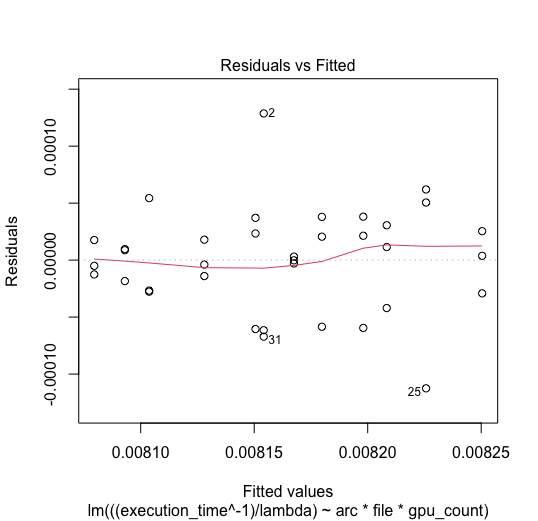 Residuals vs Fitted
Residuals
0.00010
0.00000
-0.00010
2
31
25
0.00810
0.00815
0.00820
0.00825
Fitted values
lm(((execution_time^-1)/lambda) ~ arc * file * gpu_count)